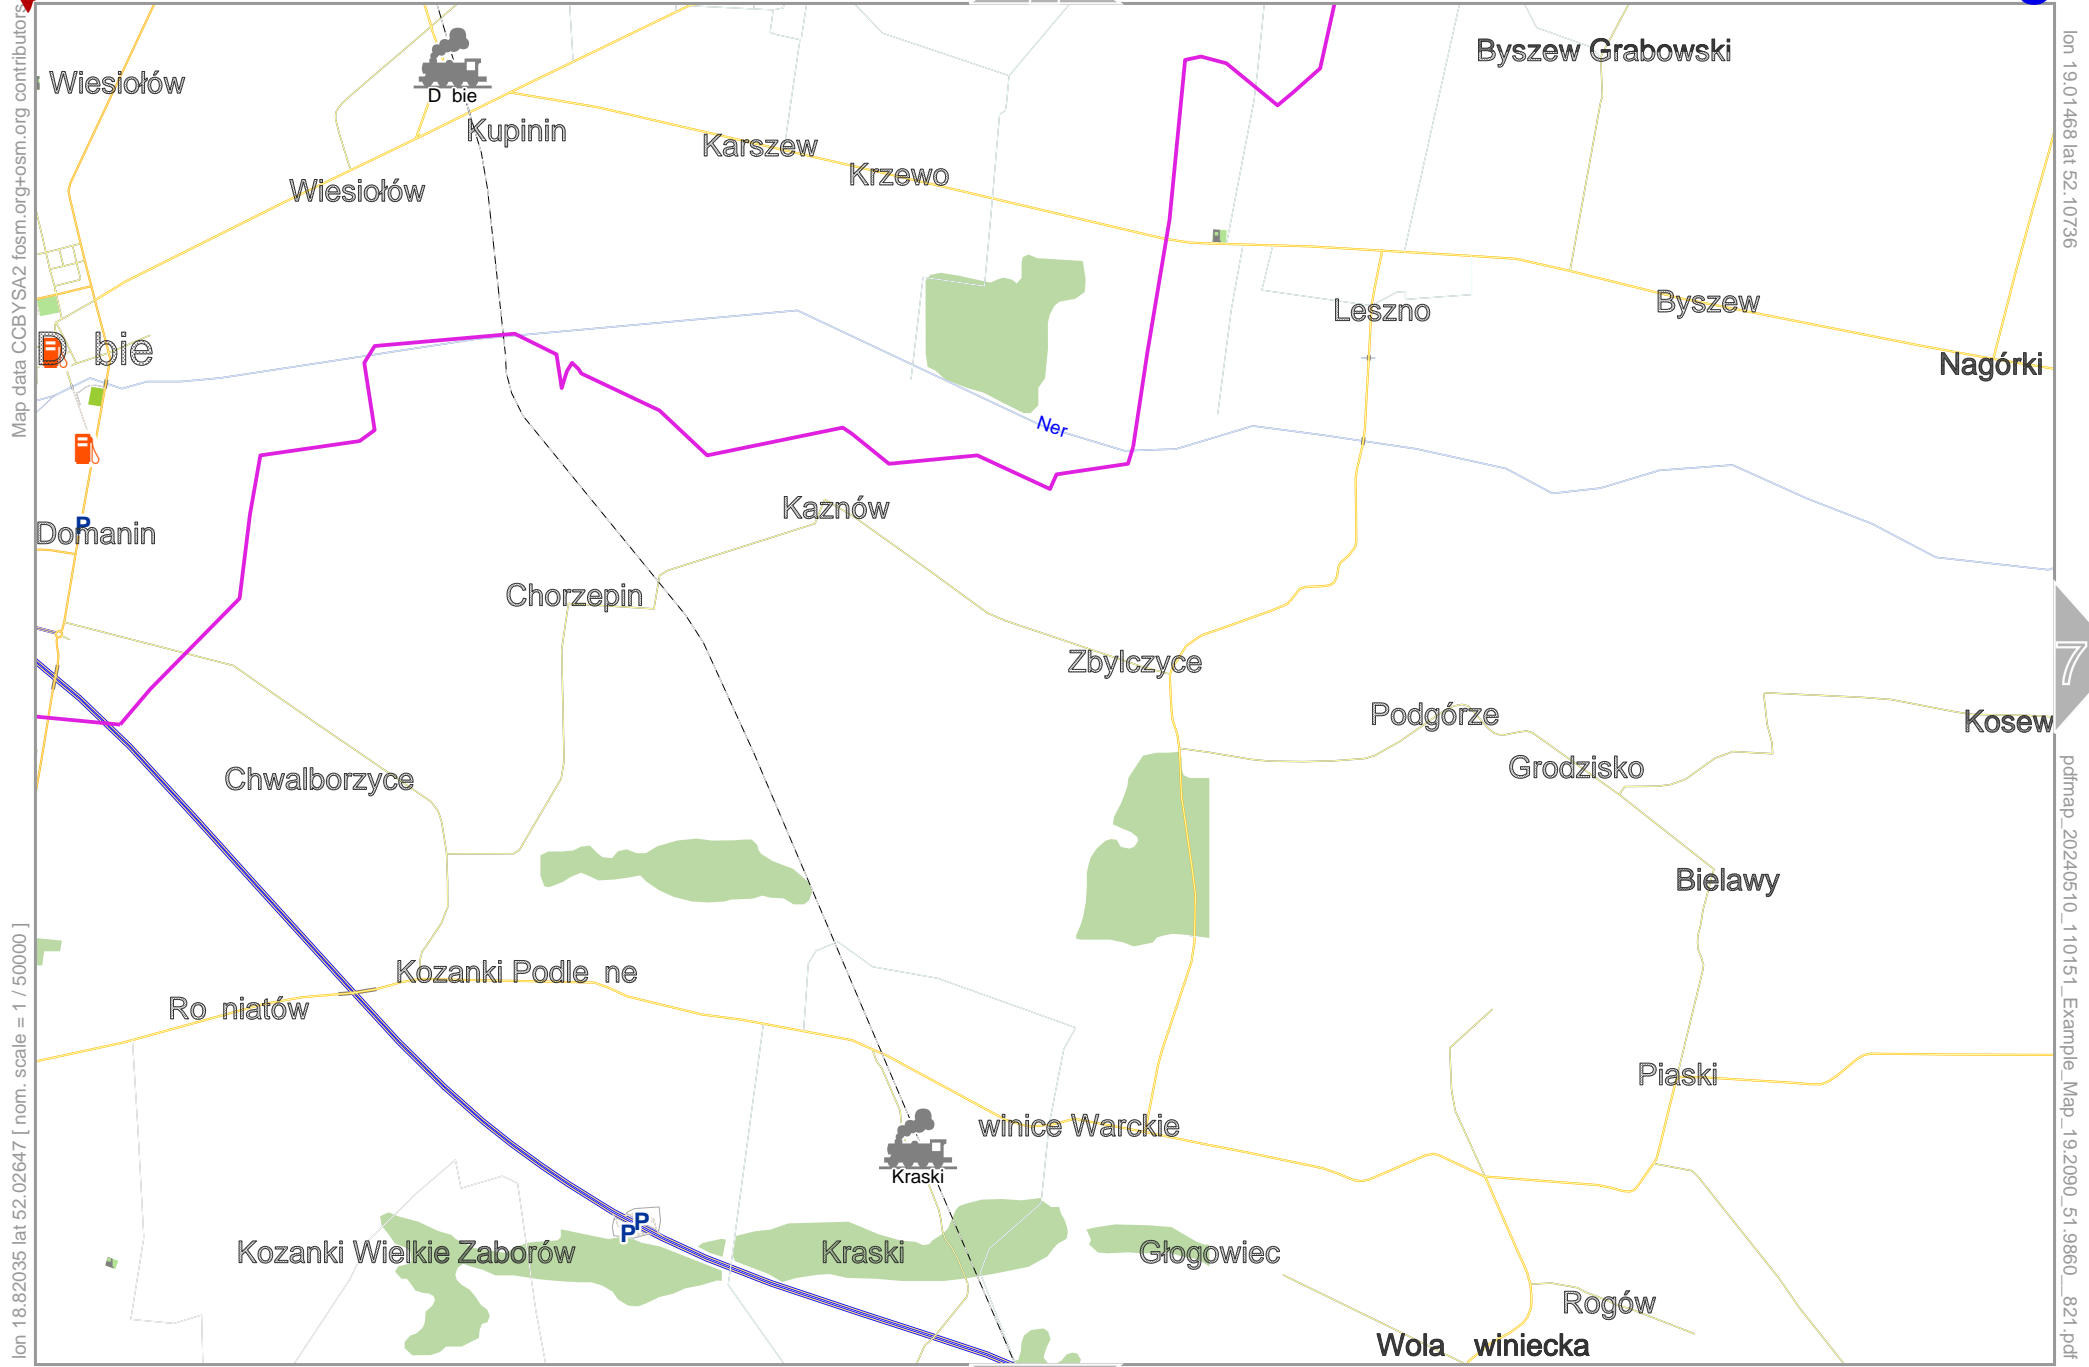 Map data CCBYSA2 fosm.org+osm.org contributors
lon 18.82035 lat 52.02647 [ nom. scale = 1 / 50000 ]
lon 19.01468 lat 52.10736
pdfmap_20240510_110151_Example_Map_19.2090_51.9860__821.pdf
7
Byszew Grabowski
Wiesiołów
D bie
Kupinin
Karszew
Krzewo
Wiesiołów
Leszno
Byszew
D bie
Nagórki
Ner
Kaznów
P
Domanin
Chorzepin
Zbylczyce
Podgórze
Kosew
Grodzisko
Chwalborzyce
Bielawy
Kozanki Podle ne
Ro niatów
Piaski
winice Warckie
Kraski
P
P
Kozanki Wielkie Zaborów
Kraski
Głogowiec
Rogów
Wola winiecka